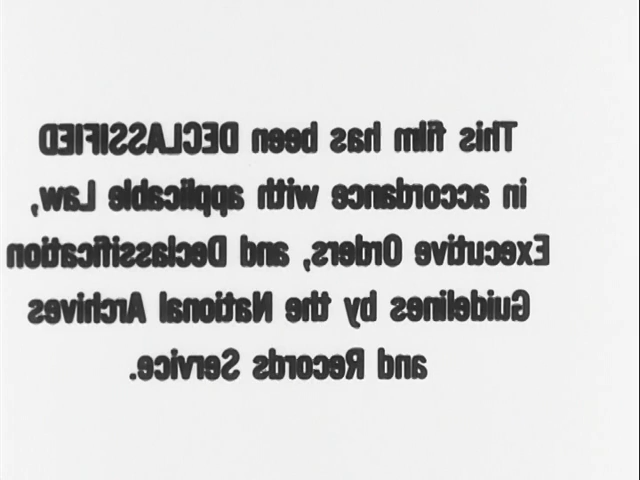 This film has been DECLASSIFIED
in accordance with applicable Law,
Executive Orders, and Declassification
Guidelines by the National Archives
and Records Service.